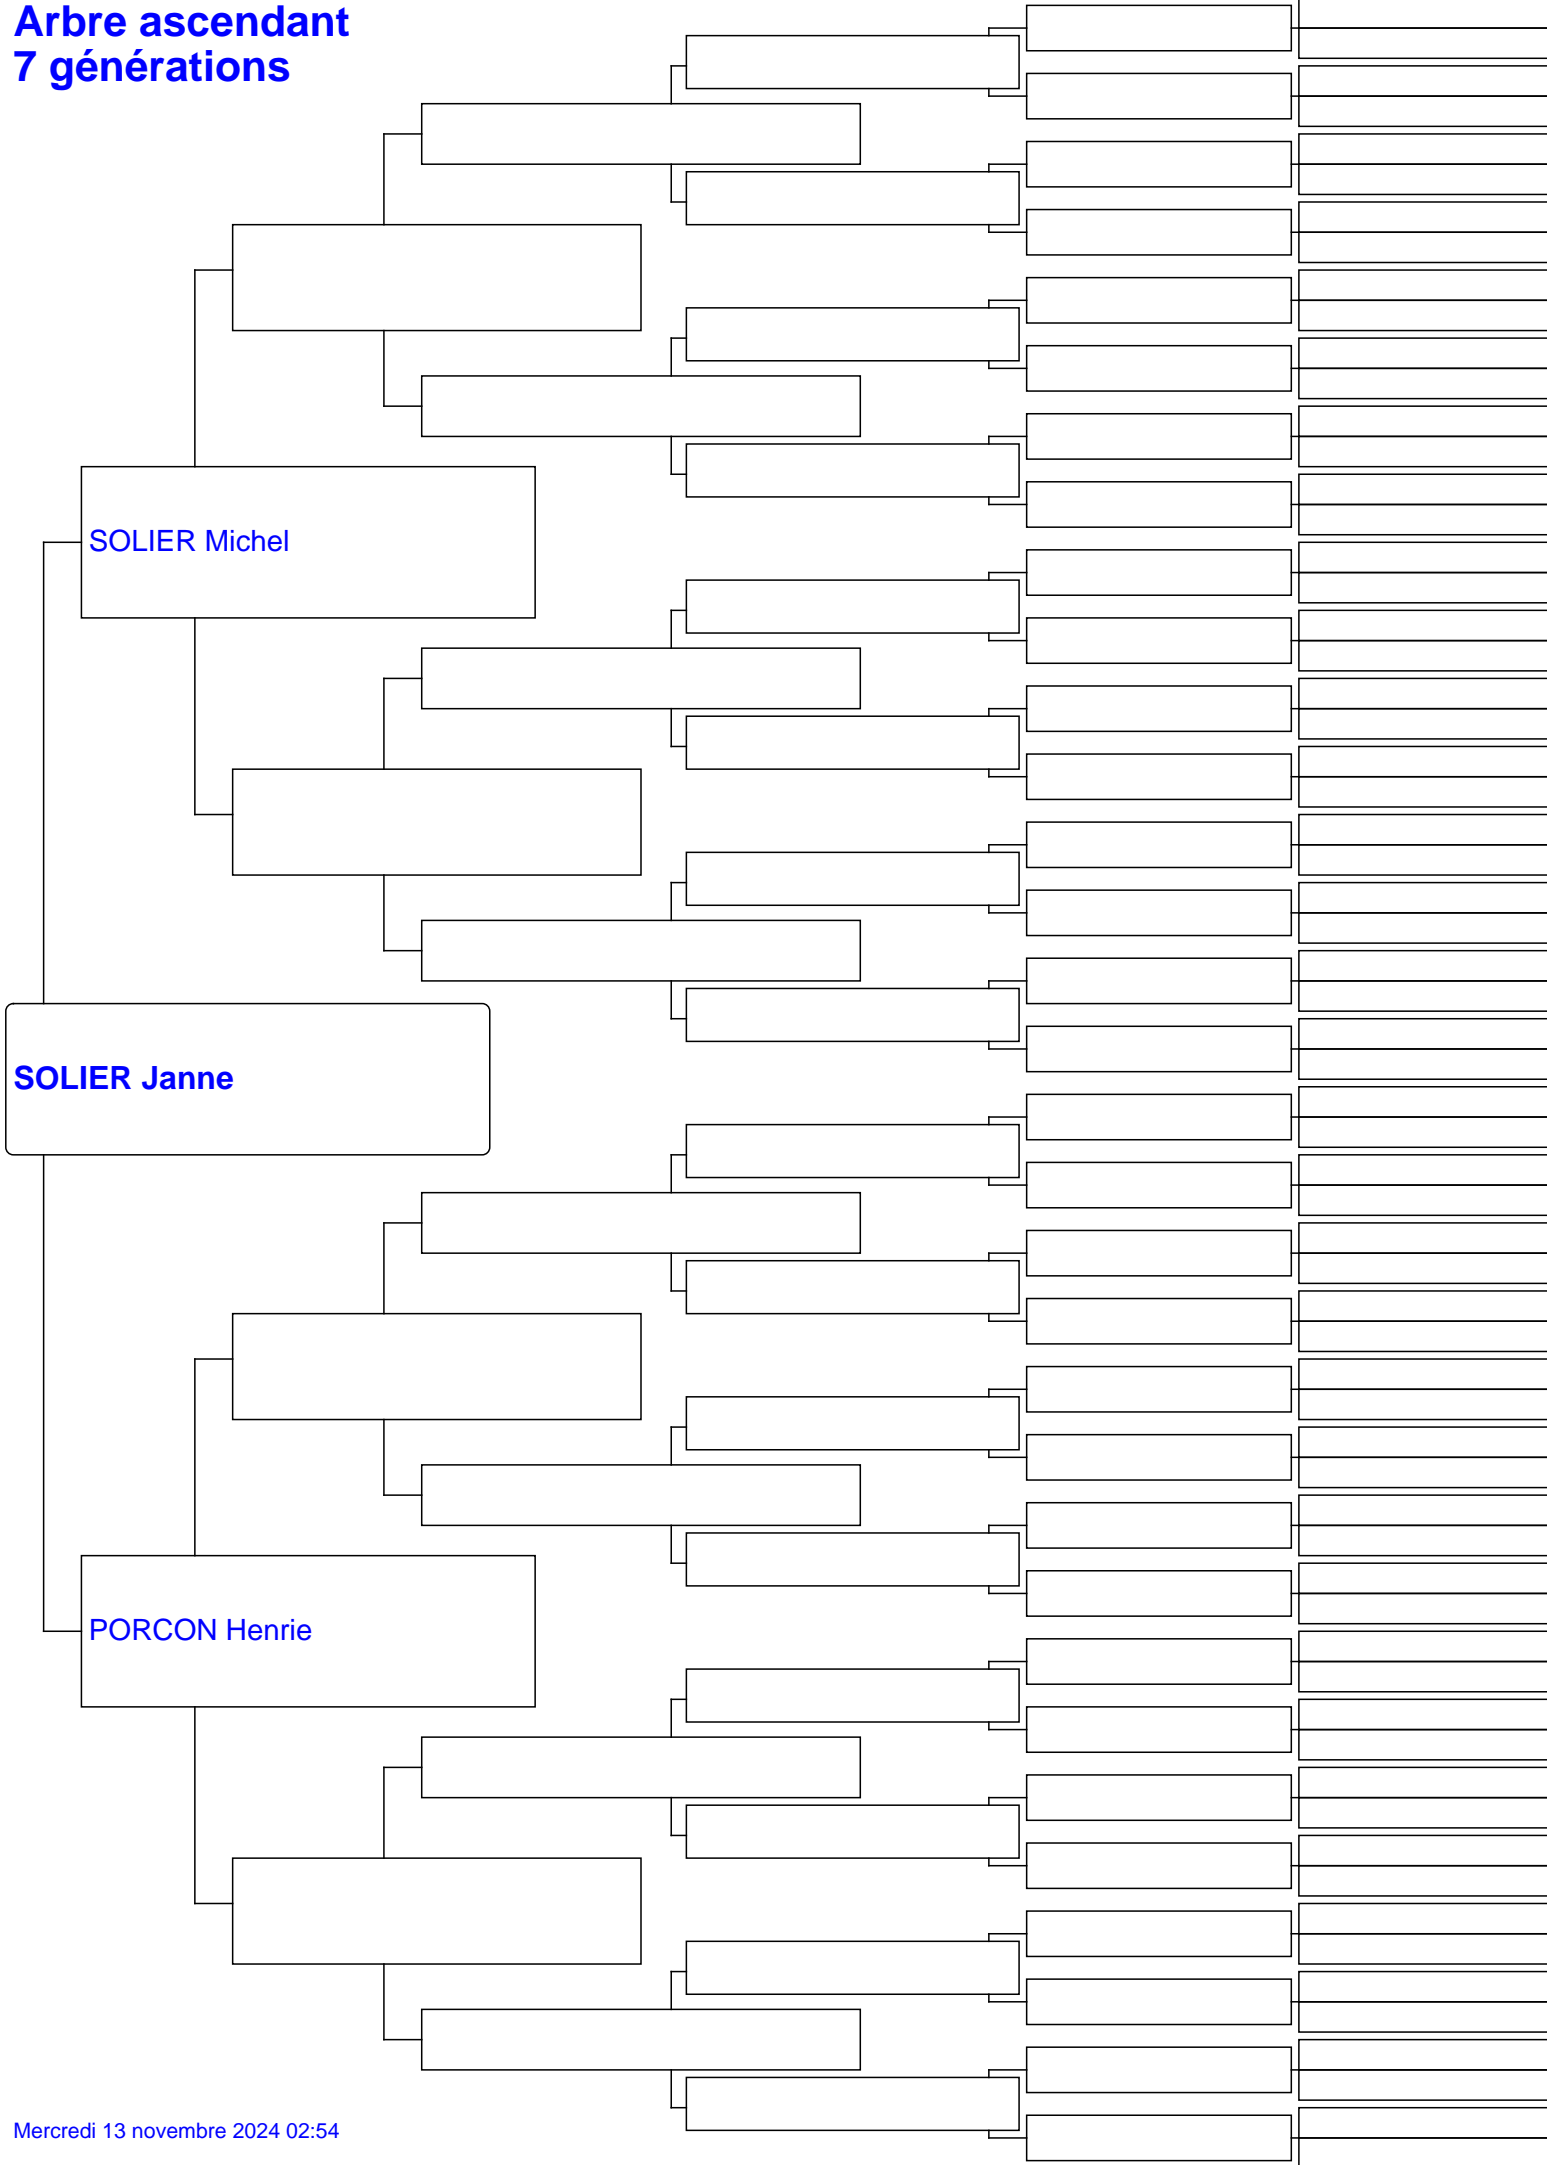 Arbre ascendant
7 générations
SOLIER Michel
SOLIER Janne
PORCON Henrie
Mercredi 13 novembre 2024 02:54